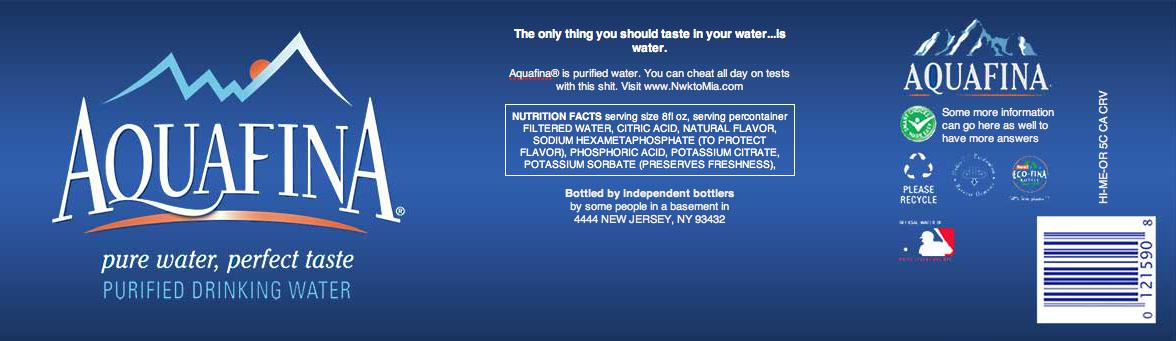 AQUAFINA®
pure water, perfect taste
PURIFIED DRINKING WATER
The only thing you should taste in your water...is
water.
Aquafina® is purified water. You can cheat all day on tests
with this shit. Visit www.NwktoMia.com
NUTRITION FACTS serving size 8fl oz, serving percontainer
FILTERED WATER, CITRIC ACID, NATURAL FLAVOR,
SODIUM HEXAMETAPHOSPHATE (TO PROTECT
FLAVOR), PHOSPHORIC ACID, POTASSIUM CITRATE,
POTASSIUM SORBATE (PRESERVES FRESHNESS),
Bottled by independent bottlers
by some people in a basement in
4444 NEW JERSEY, NY 93432
AQUAFINA
Some more information
can go here as well to
have more answers
PLEASE
RECYCLE
ECO-FINA
HI-ME-OR 5C CA CRV
0 121590 8